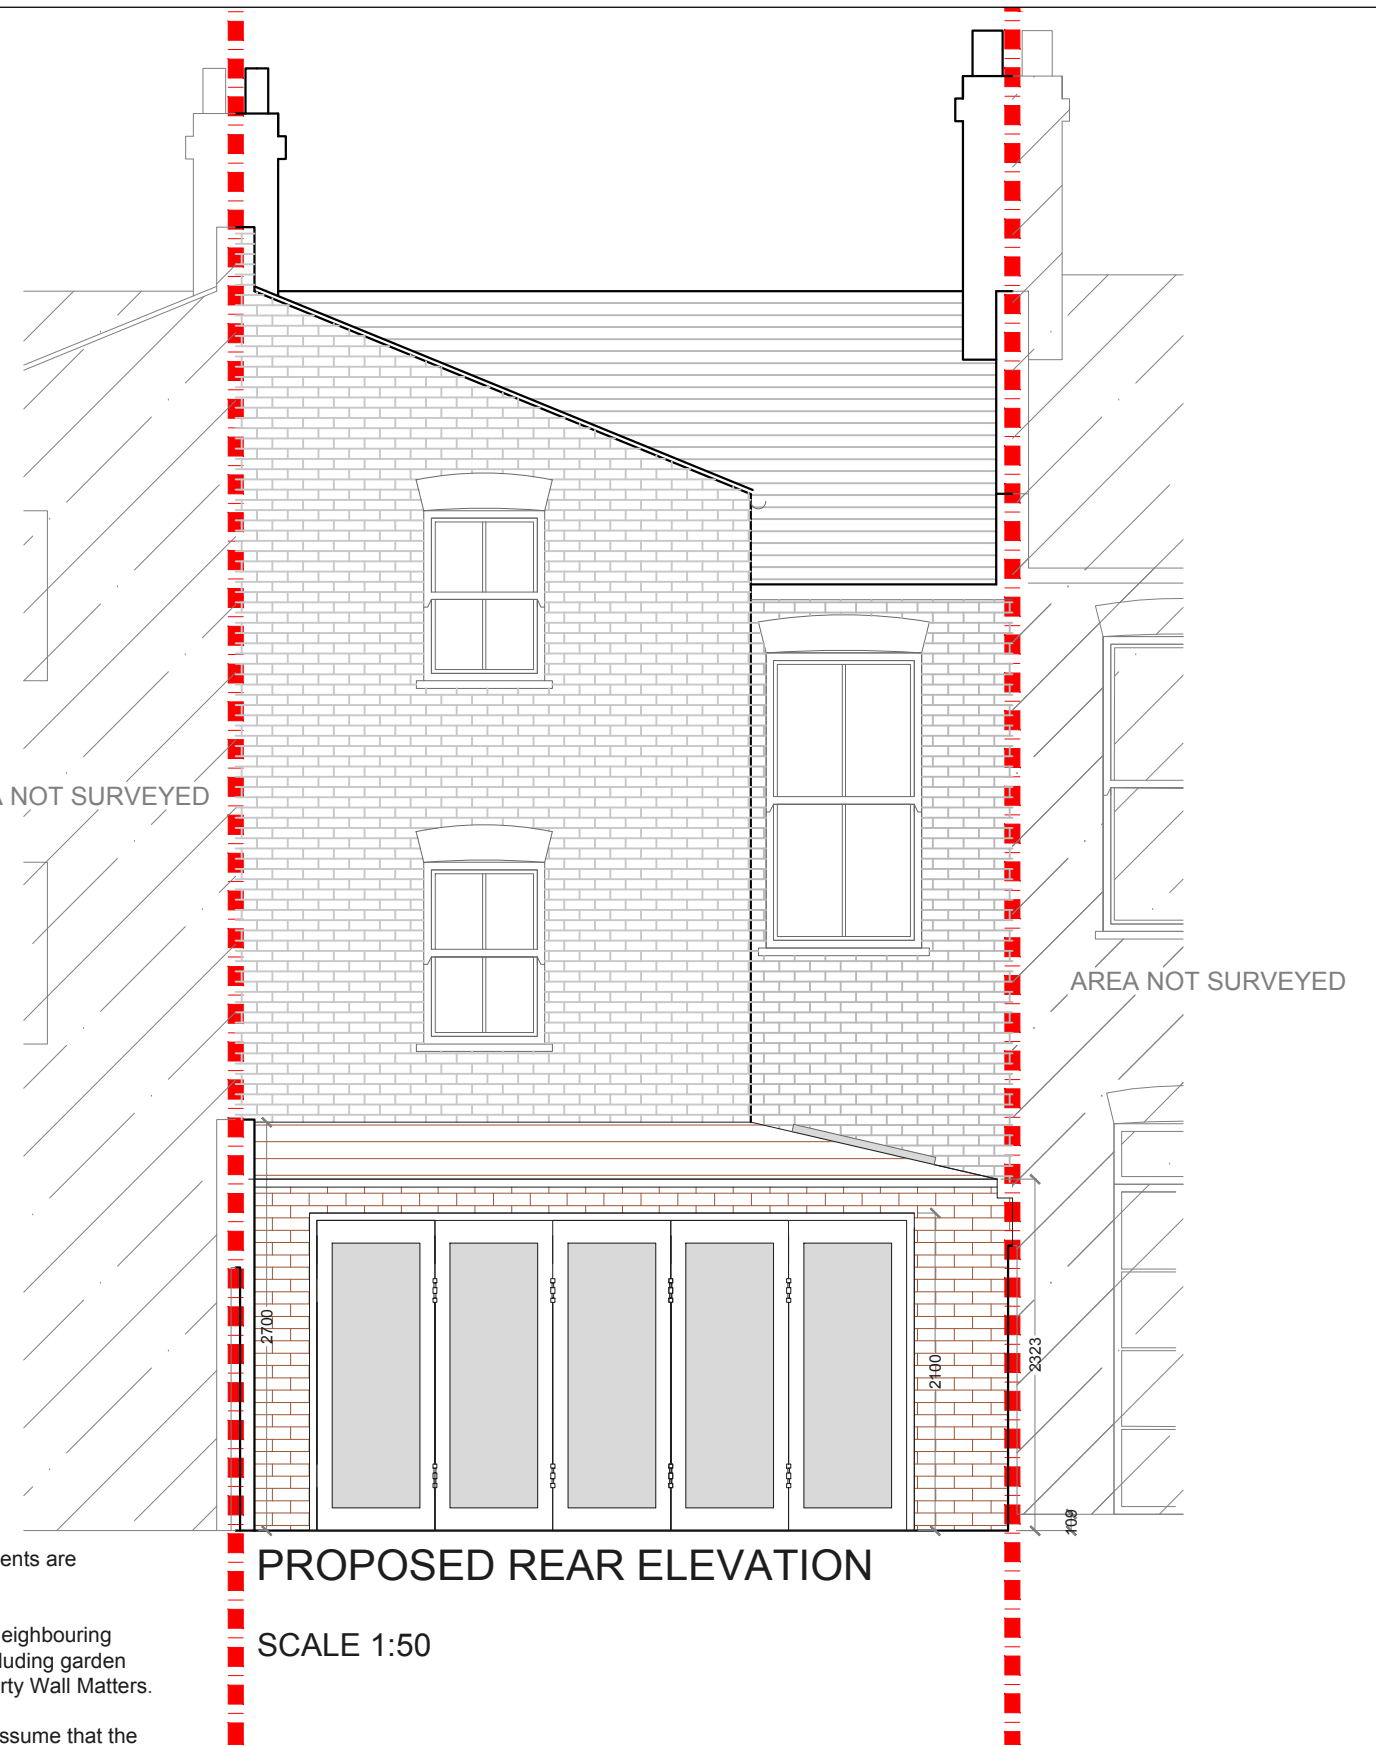 NOT SURVEYED
AREA NOT SURVEYED
2700
2100
2323
ents are
PROPOSED REAR ELEVATION
eighbouring
luding garden
rty Wall Matters.
SCALE 1:50
ssume that the